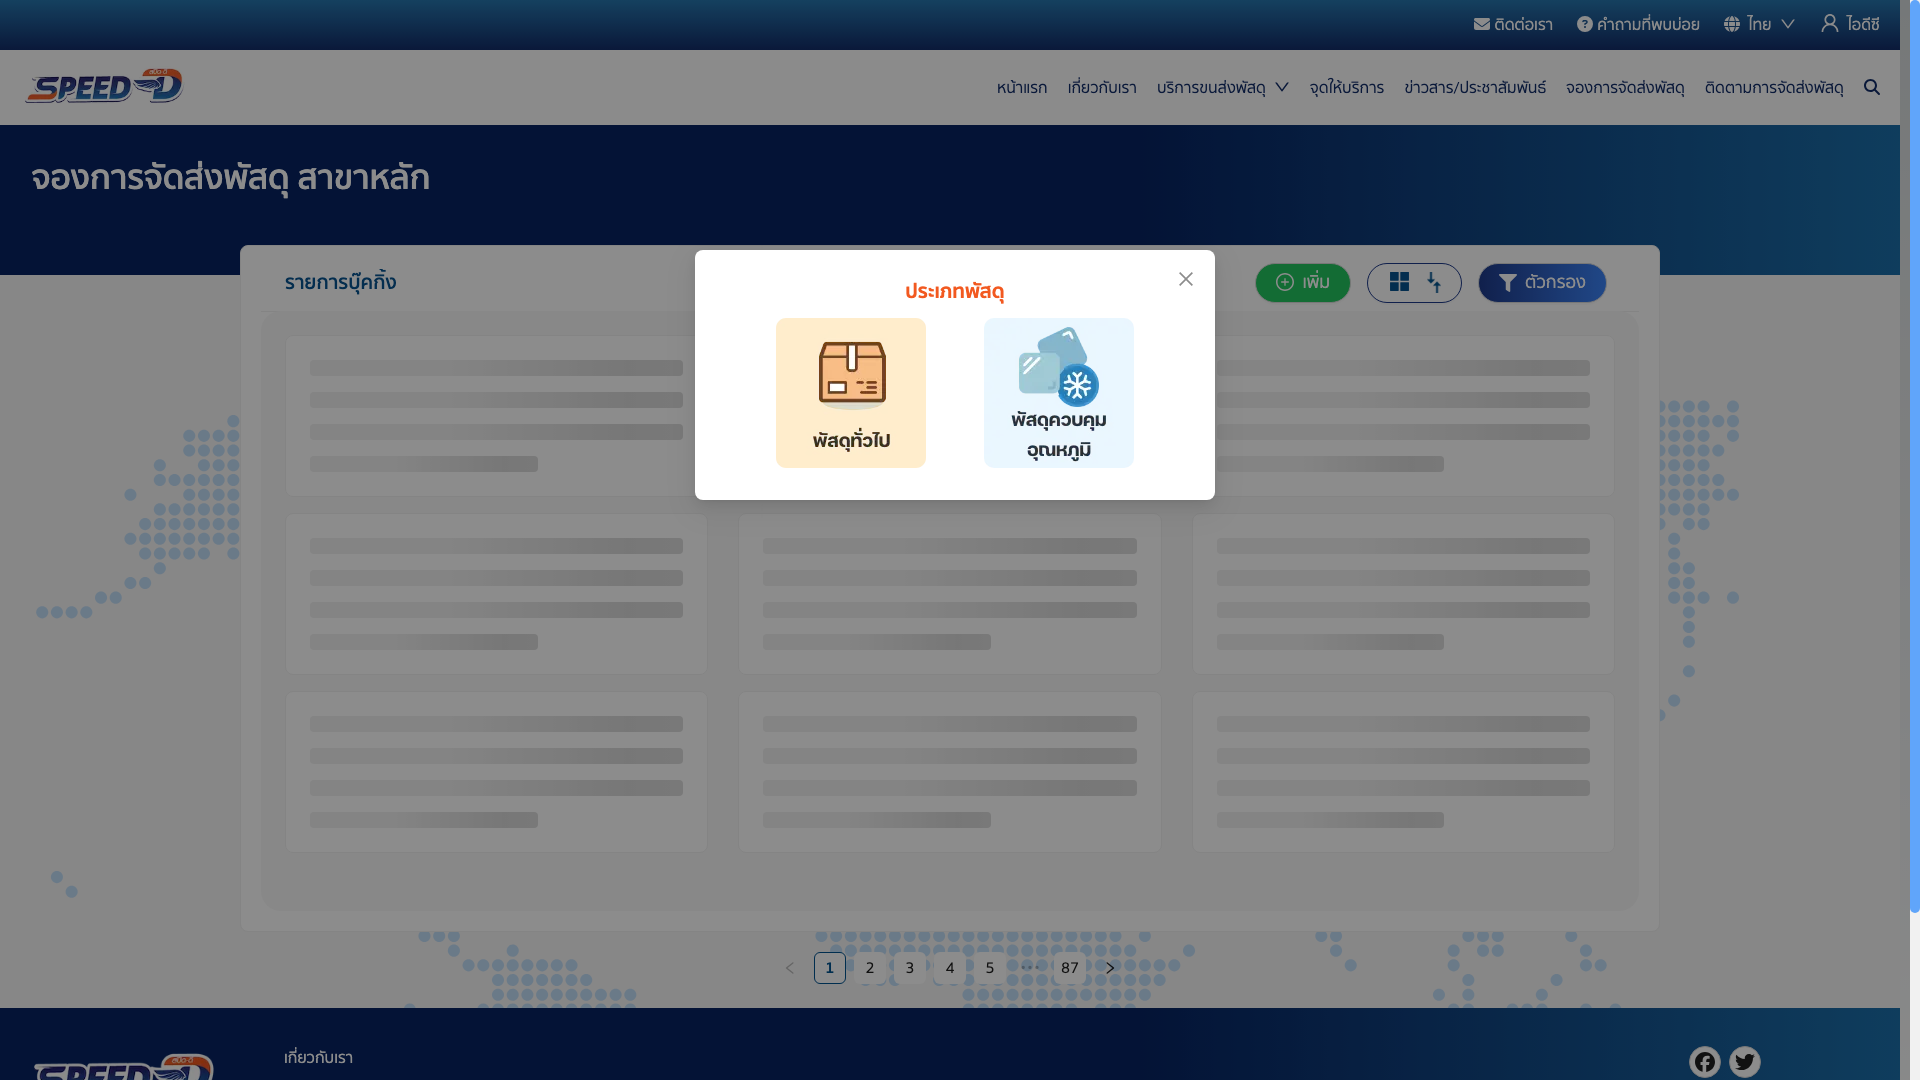 ติดต่อเรา
คำถามที่พบบ่อย
ไทย
ไอดีซี
สปีด-ดี
SPEED-D
หน้าแรก
เกี่ยวกับเรา
บริการขนส่งพัสดุ
จุดให้บริการ
ข่าวสาร/ประชาสัมพันธ์
จองการจัดส่งพัสดุ
ติดตามการจัดส่งพัสดุ
จองการจัดส่งพัสดุ สาขาหลัก
รายการบุ๊คกิ้ง
เพิ่ม
ตัวกรอง
ประเภทพัสดุ
พัสดุทั่วไป
พัสดุควบคุม
อุณหภูมิ
1 2 3 4 5 ••• 87
สปีด-ดี
SPEED-D
เกี่ยวกับเรา